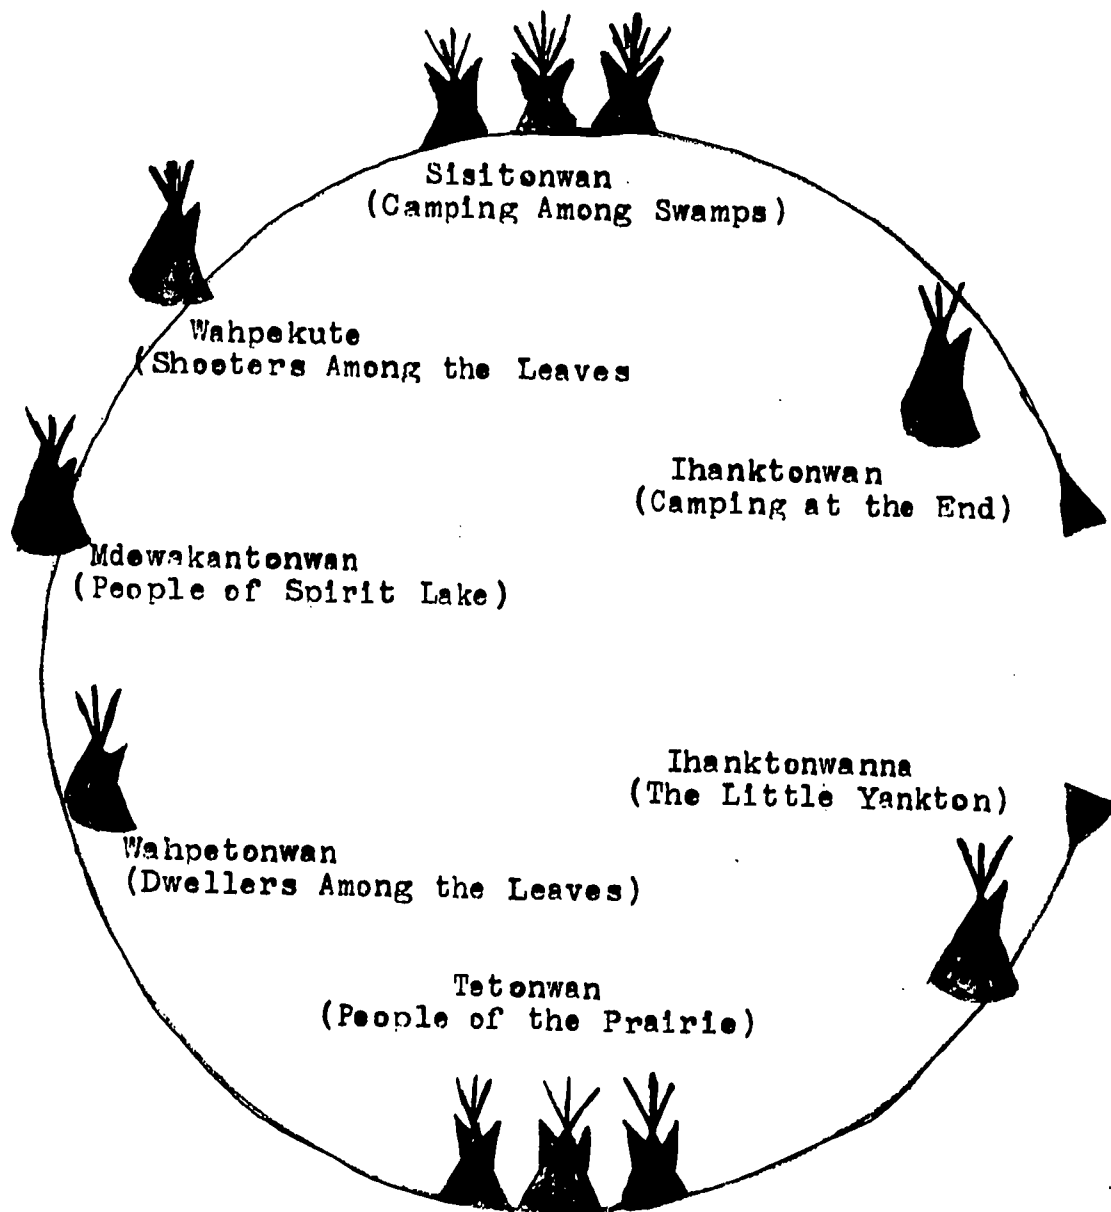 Sisitonwan
(Camping Among Swamps)
Wahpekute
(Shooters Among the Leaves
Ihanktonwan
(Camping at the End)
Mdewakantonwan
(People of Spirit Lake)
Ihanktonwanna
(The Little Yankton)
Wahpetonwan
(Dwellers Among the Leaves)
Tetonwan
(People of the Prairie)